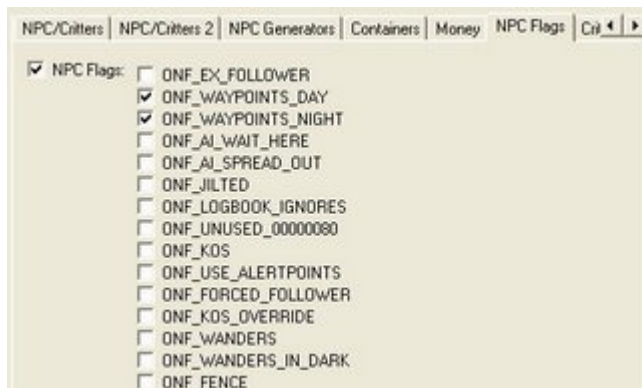 NPC/Critters NPC/Critters 2 NPC Generators Containers Money NPC Flags Cri
NPC Flags: ONF_EX_FOLLOWER
ONF_WAYPOINTS_DAY
ONF_WAYPOINTS_NIGHT
ONF_AI_WAIT_HERE
ONF_AI_SPREAD_OUT
ONF_JILTED
ONF_LOGBOOK_IGNORES
ONF_UNUSED_00000080
ONF_KOS
ONF_USE_ALERTPOINTS
ONF_FORCED_FOLLOWER
ONF_KOS_OVERRIDE
ONF_WANDERS
ONF_WANDERS_IN_DARK
ONF_FENCE